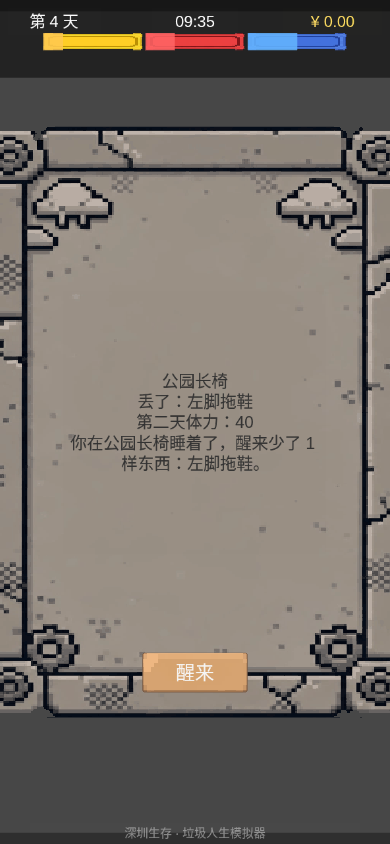 第 4 天 09:35 ¥ 0.00
公园长椅
丢了：左脚拖鞋
第二天体力：40
你在公园长椅睡着了，醒来少了 1
样东西：左脚拖鞋。
醒来
深圳生存 · 垃圾人生模拟器